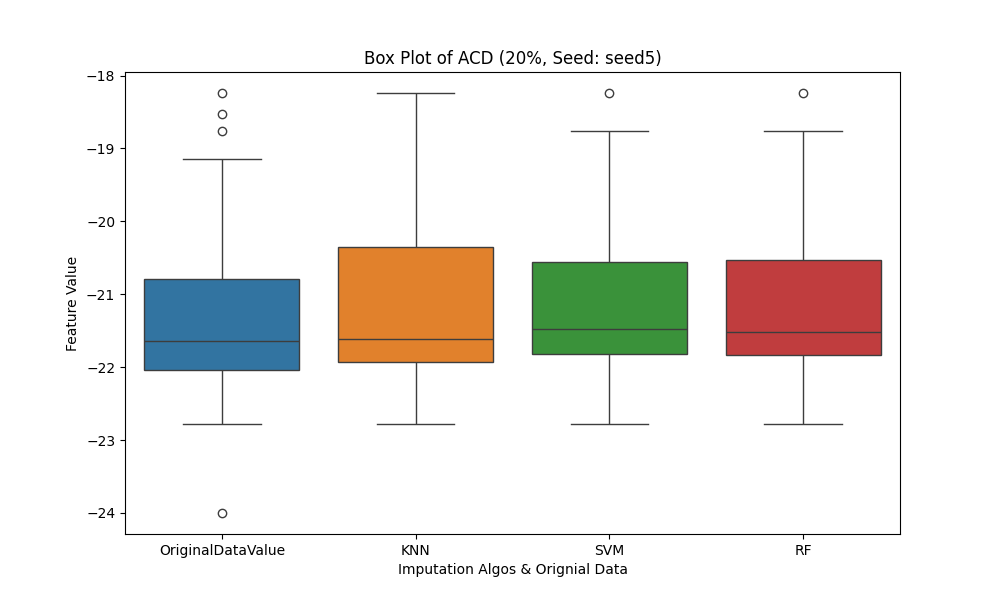 Box Plot of ACD (20%, Seed: seed5)
−18
−19
−20
−21
−22
−23
−24
Feature Value
OriginalDataValue KNN SVM RF
Imputation Algos & Orignial Data